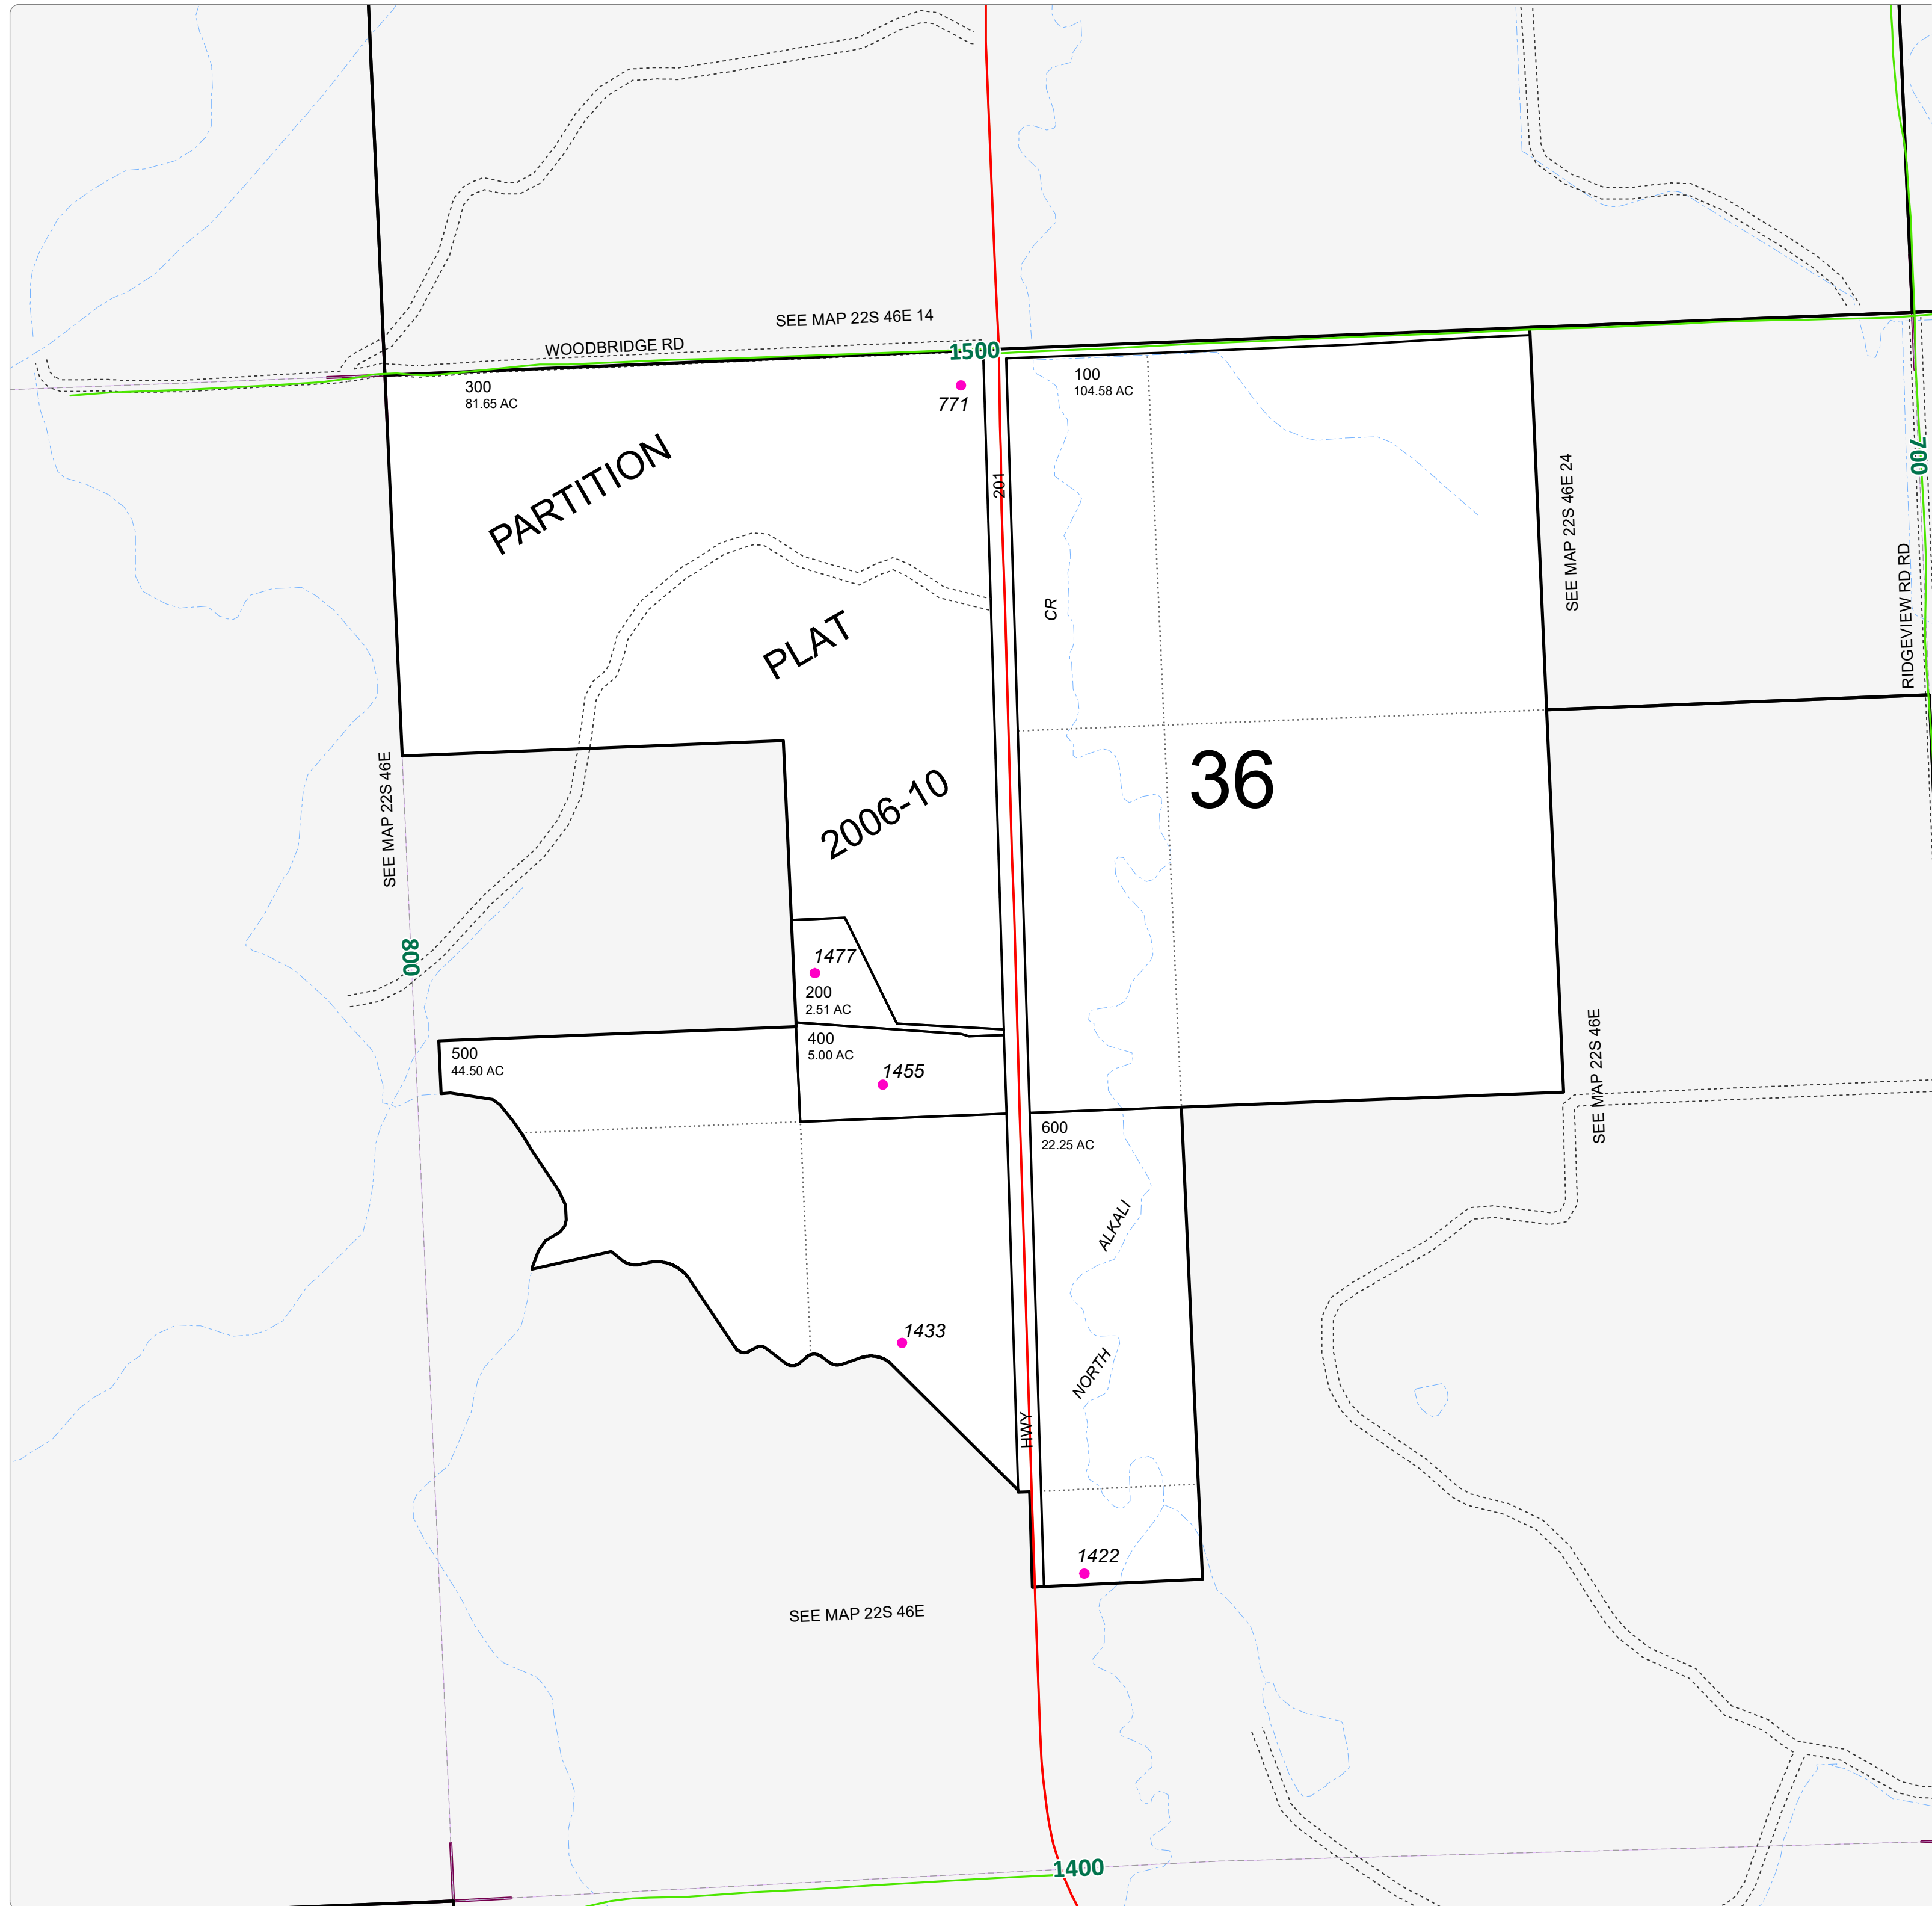 SEE MAP 22S 46E 14
WOODBRIDGE RD
1500
300
81.65 AC
771
100
104.58 AC
PARTITION
201
SEE MAP 22S 46E 24
700
CR
RIDGEVIEW RD RD
PLAT
36
2006-10
SEE MAP 22S 46E
800
1477
200
2.51 AC
400
5.00 AC
500
44.50 AC
1455
SEE MAP 22S 46E
600
22.25 AC
ALKALI
1433
NORTH
HWY
1422
SEE MAP 22S 46E
1400